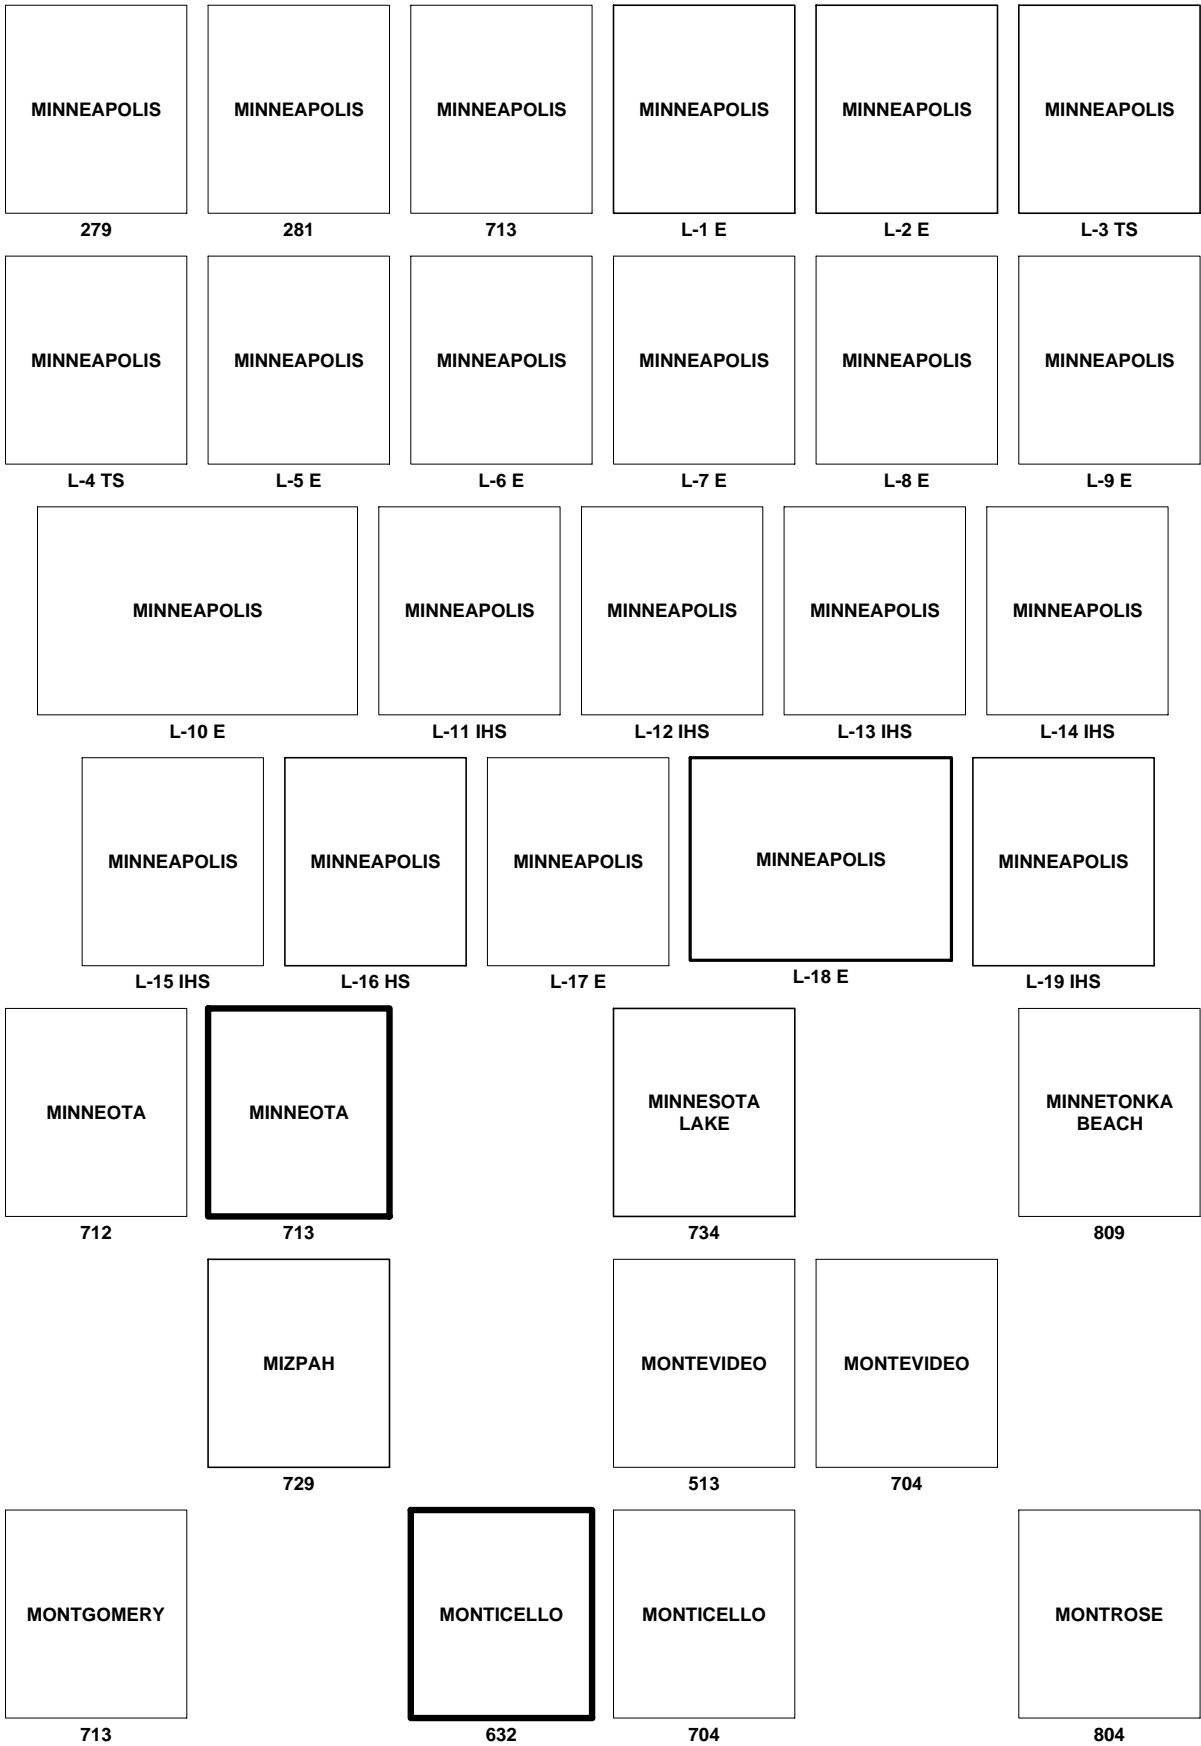 MINNEAPOLIS MINNEAPOLIS MINNEAPOLIS MINNEAPOLIS MINNEAPOLIS MINNEAPOLIS
279 281 713 L-1 E L-2 E L-3 TS
MINNEAPOLIS MINNEAPOLIS MINNEAPOLIS MINNEAPOLIS MINNEAPOLIS MINNEAPOLIS
L-4 TS L-5 E L-6 E L-7 E L-8 E L-9 E
MINNEAPOLIS MINNEAPOLIS MINNEAPOLIS MINNEAPOLIS MINNEAPOLIS
L-10 E L-11 IHS L-12 IHS L-13 IHS L-14 IHS
MINNEAPOLIS MINNEAPOLIS MINNEAPOLIS MINNEAPOLIS MINNEAPOLIS
L-15 IHS L-16 HS L-17 E L-18 E L-19 IHS
MINNEOTA MINNEOTA MINNESOTA MINNETONKA
LAKE BEACH
712 713 734 809
MIZPAH MONTEVIDEO MONTEVIDEO
729 513 704
MONTGOMERY MONTICELLO MONTICELLO MONTROSE
713 632 704 804